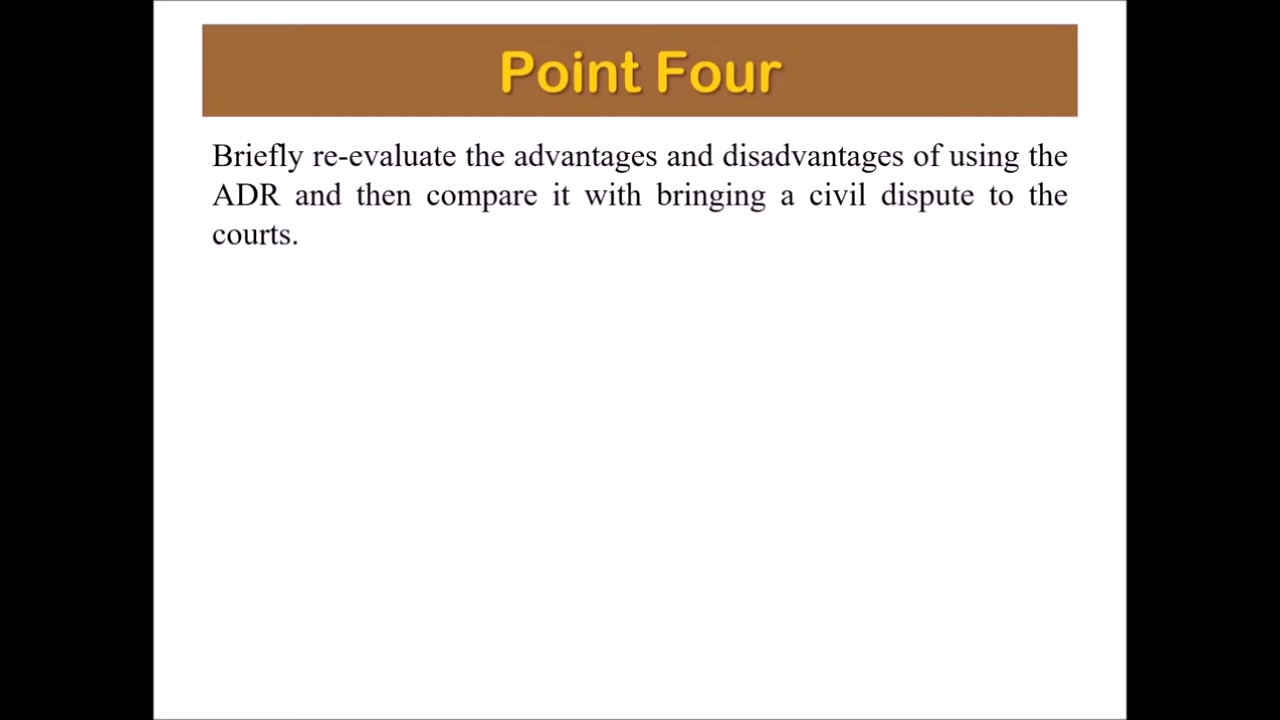 Point Four
Briefly re-evaluate the advantages and disadvantages of using the
ADR and then compare it with bringing a civil dispute to the
courts.